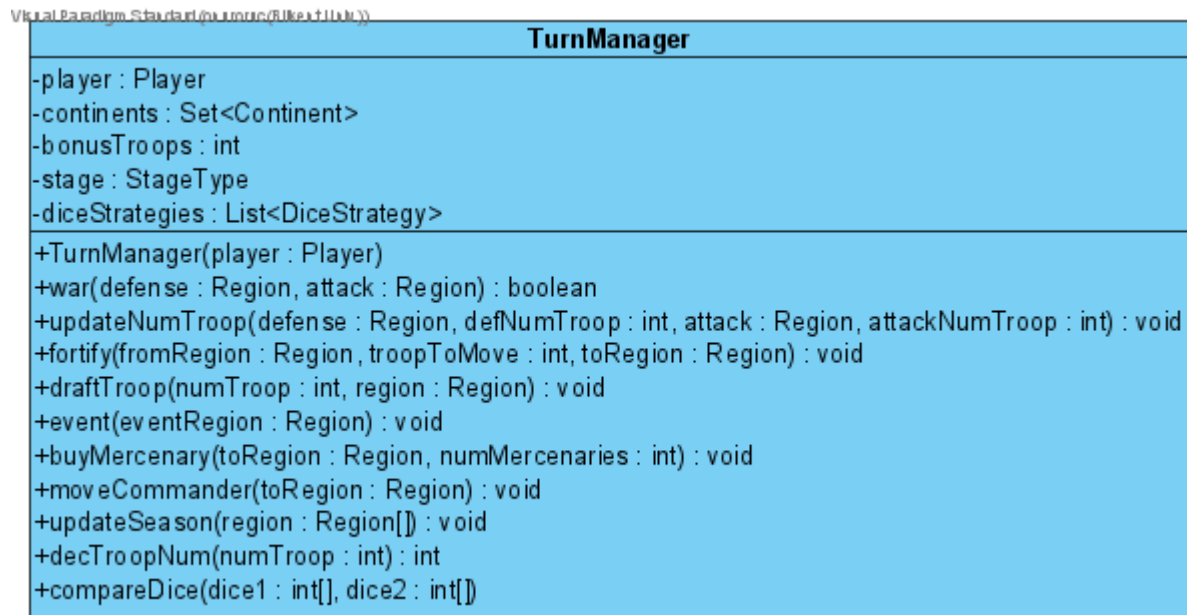 Visual Paradigm Standard
TurnManager
-player : Player
-continents : Set<Continent>
-bonusTroops : int
-stage : StageType
-diceStrategies : List<DiceStrategy>
+TurnManager(player : Player)
+war(defense : Region, attack : Region) : boolean
+updateNumTroop(defense : Region, defNumTroop : int, attack : Region, attackNumTroop : int) : void
+fortify(fromRegion : Region, troopToMove : int, toRegion : Region) : void
+draftTroop(numTroop : int, region : Region) : void
+event(eventRegion : Region) : void
+buyMercenary(toRegion : Region, numMercenaries : int) : void
+moveCommander(toRegion : Region) : void
+updateSeason(region : Region[]) : void
+decTroopNum(numTroop : int) : int
+compareDice(dice1 : int[], dice2 : int[])